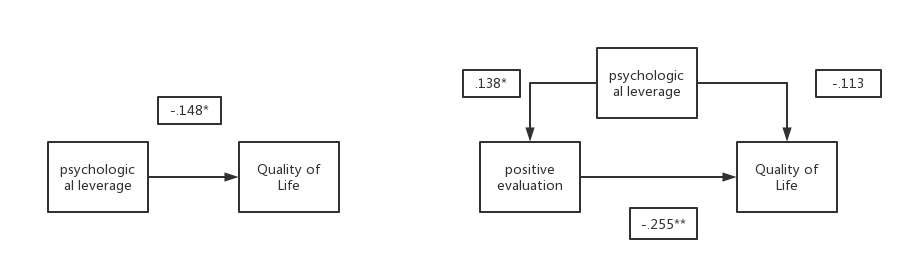 -.148*
psychologic
al leverage
Quality of
Life
psychologic
al leverage
.138*
-.113
positive
evaluation
Quality of
Life
-.255**